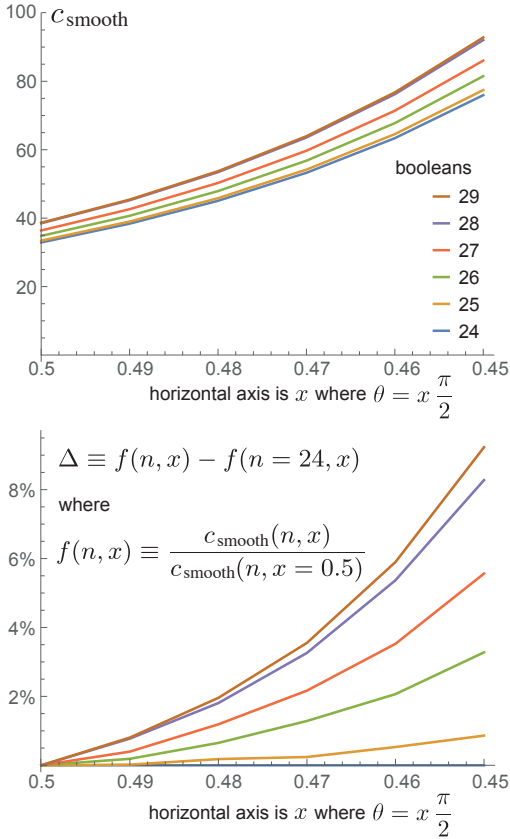 c_smooth
100
80
60
40
20
booleans
29
28
27
26
25
24
0.5 0.49 0.48 0.47 0.46 0.45
horizontal axis is x where θ = x π/2
Δ ≡ f(n, x) − f(n = 24, x)
where
f(n, x) ≡ c_smooth(n, x) / c_smooth(n, x = 0.5)
8%
6%
4%
2%
0.5 0.49 0.48 0.47 0.46 0.45
horizontal axis is x where θ = x π/2